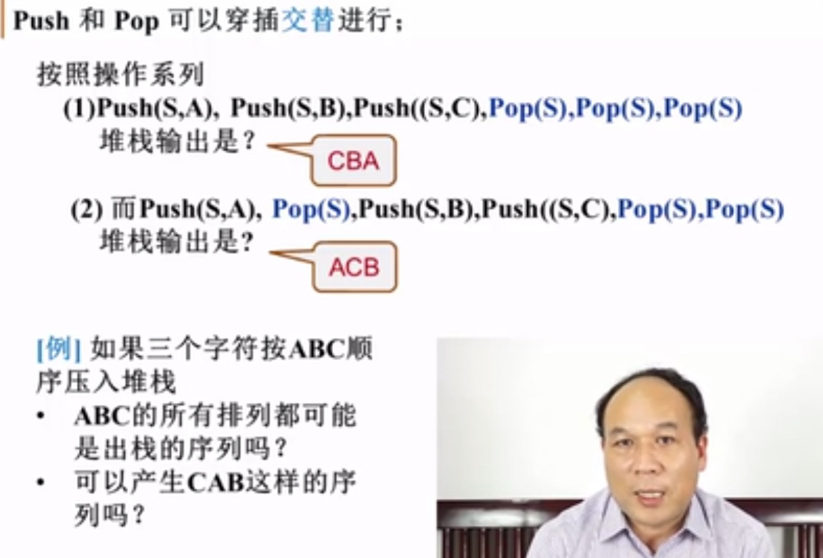 Push 和 Pop 可以穿插交替进行；
按照操作系列
(1)Push(S,A), Push(S,B),Push((S,C),Pop(S),Pop(S),Pop(S)
堆栈输出是？
CBA
(2) 而Push(S,A), Pop(S),Push(S,B),Push((S,C),Pop(S),Pop(S)
堆栈输出是?
ACB
[例] 如果三个字符按ABC顺
序压入堆栈
• ABC的所有排列都可能
是出栈的序列吗？
• 可以产生CAB这样的序
列吗？